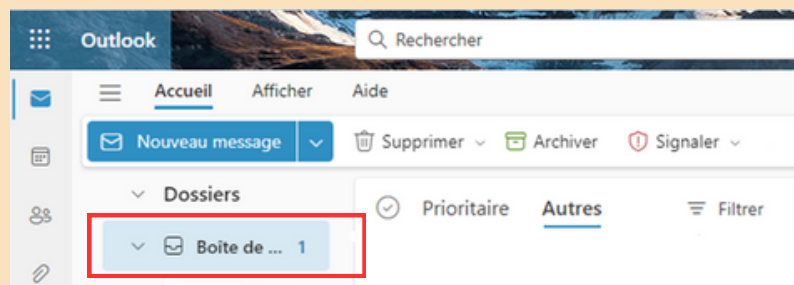 Outlook
Rechercher
Accueil Afficher Aide
Nouveau message Supprimer Archiver Signaler
Dossiers
Prioritaire Autres Filtrer
Boîte de ... 1